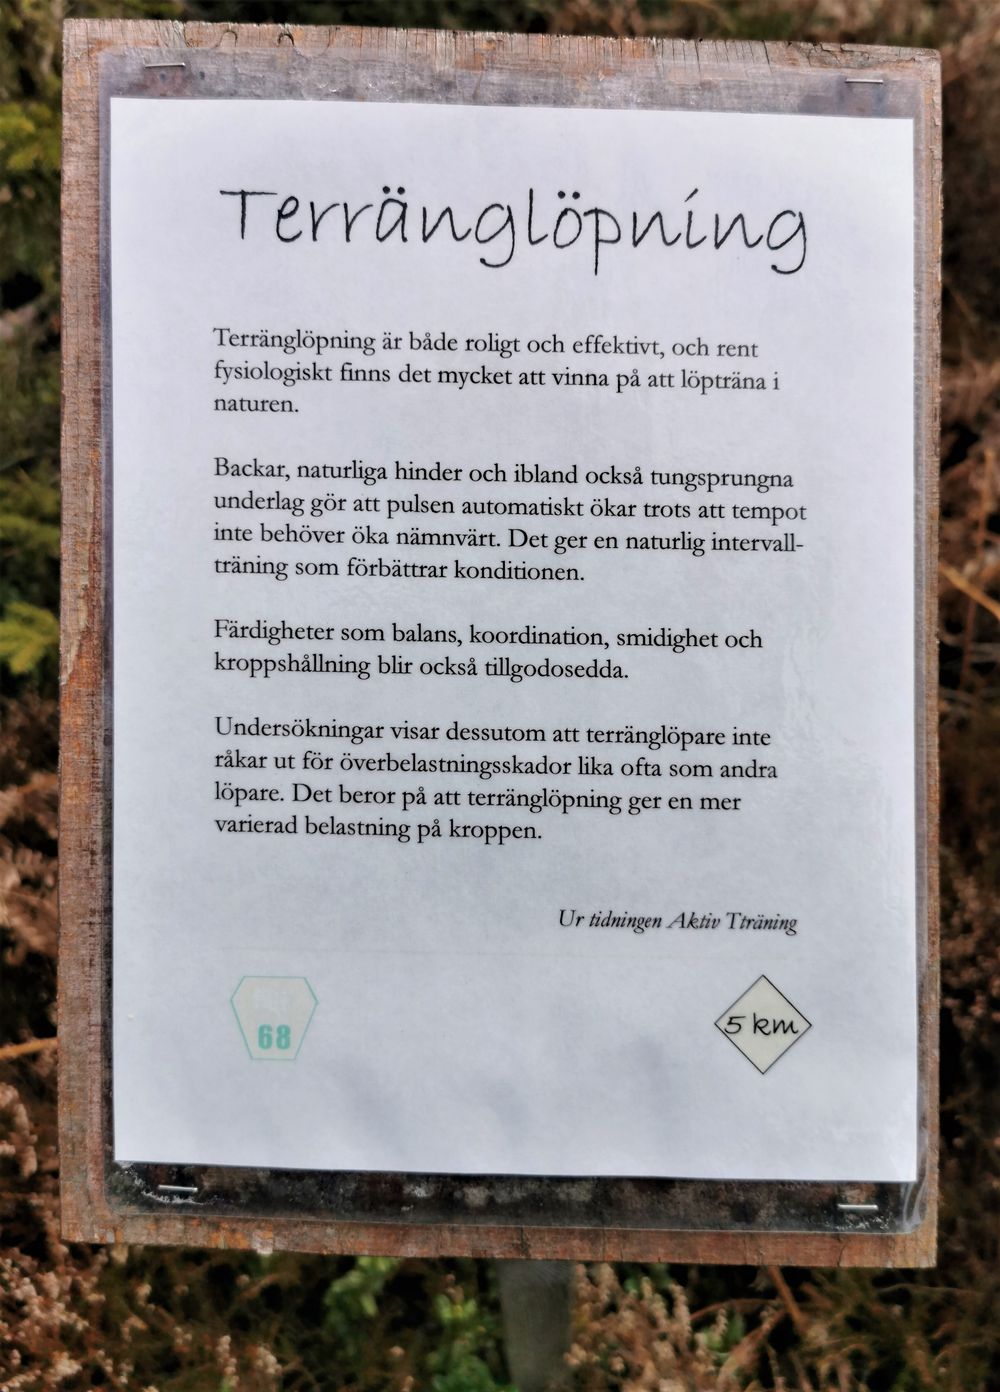 Terränglöpning
Terränglöpning är både roligt och effektivt, och rent
fysiologiskt finns det mycket att vinna på att löpträna i
naturen.
Backar, naturliga hinder och ibland också tungsprungna
underlag gör att pulsen automatiskt ökar trots att tempot
inte behöver öka nämnvärt. Det ger en naturlig intervall-
träning som förbättrar konditionen.
Färdigheter som balans, koordination, smidighet och
kroppshållning blir också tillgodosedda.
Undersökningar visar dessutom att terränglöpare inte
råkar ut för överbelastningsskador lika ofta som andra
löpare. Det beror på att terränglöpning ger en mer
varierad belastning på kroppen.
Ur tidningen Aktiv Tträning
68
5 km